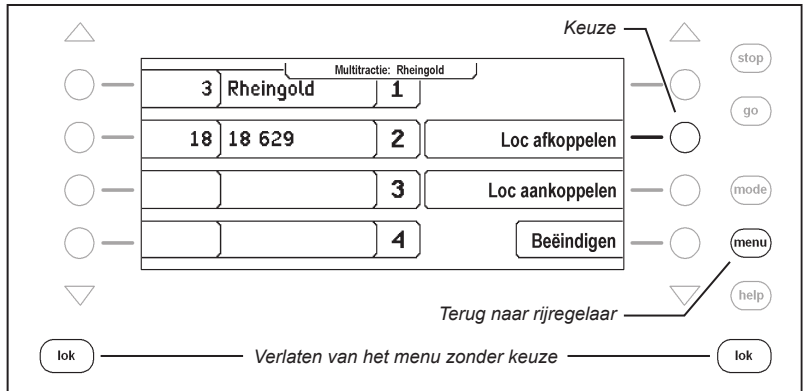 Keuze
stop
Multitractie: Rheingold
3 Rheingold 1
go
18 18 629 2 Loc afkoppelen
3 Loc aankoppelen mode
4 Beëindigen menu
help
Terug naar rijregelaar
lok Verlaten van het menu zonder keuze lok